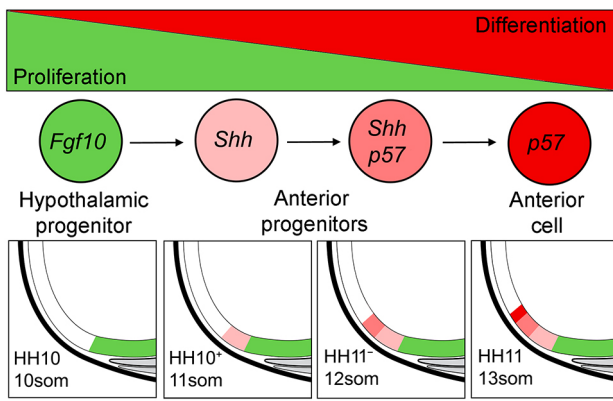 Differentiation
Proliferation
Fgf10
Shh
Shh
p57
p57
Hypothalamic
progenitor
Anterior
progenitors
Anterior
cell
HH10
10som
HH10⁺
11som
HH11⁻
12som
HH11
13som